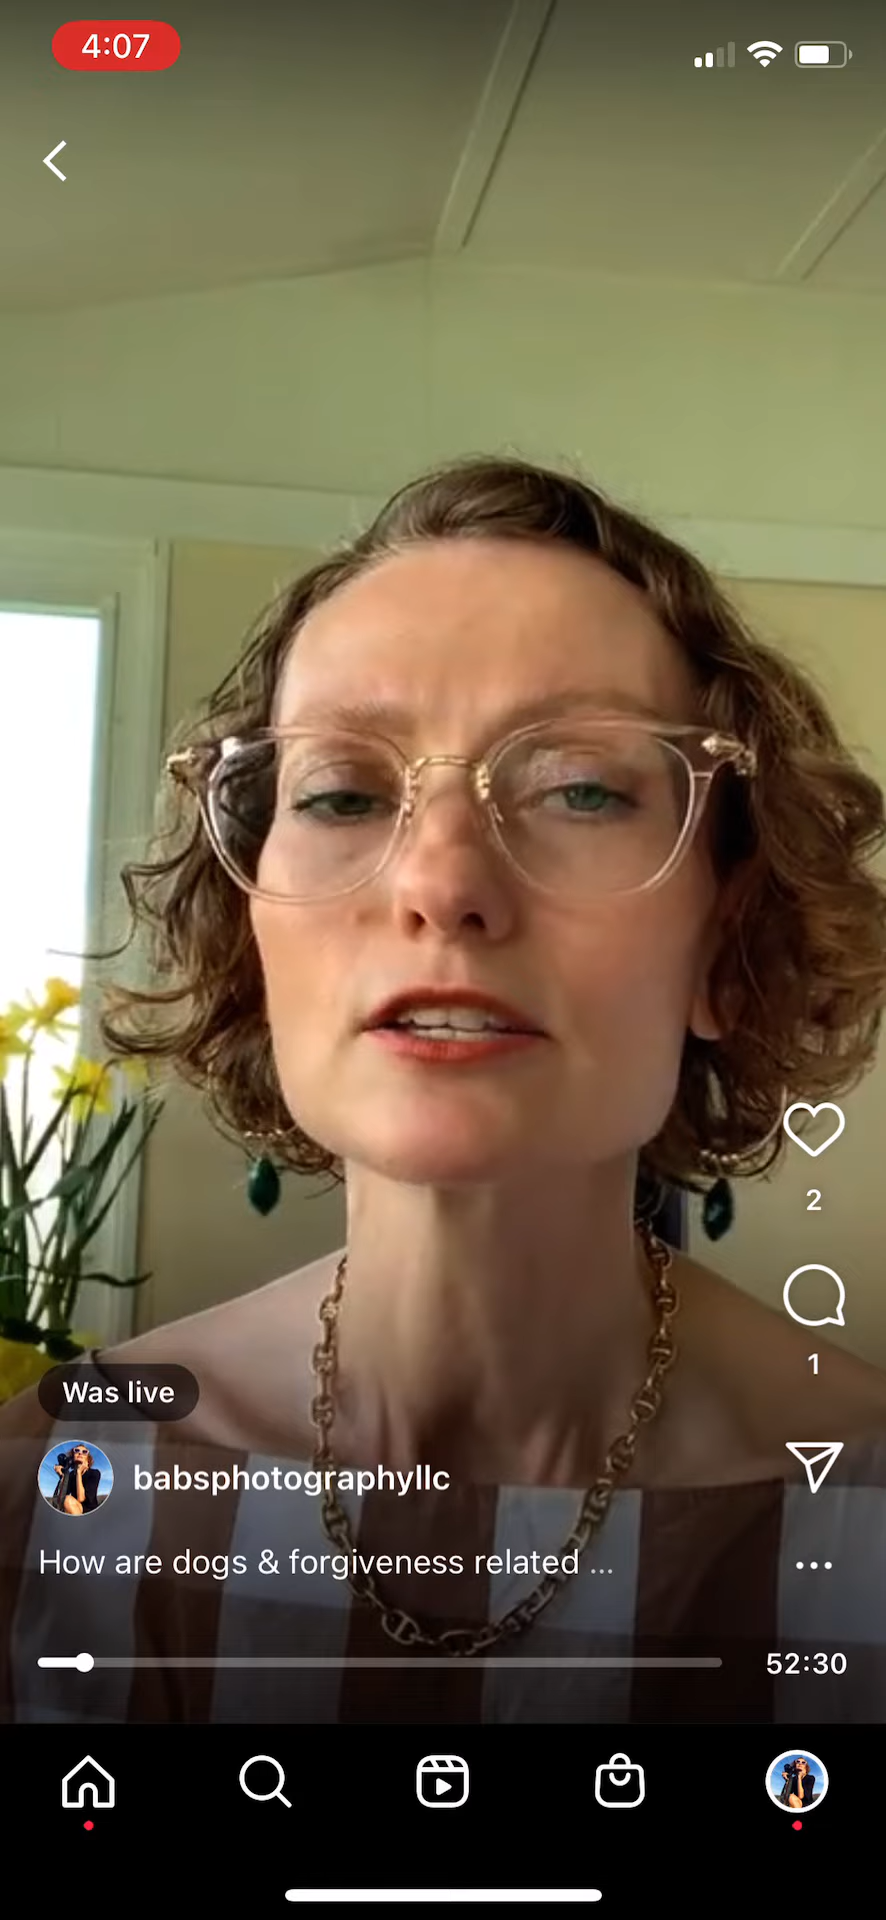 4:07
Was live
babsphotographyllc
How are dogs & forgiveness related ...
2
1
52:30